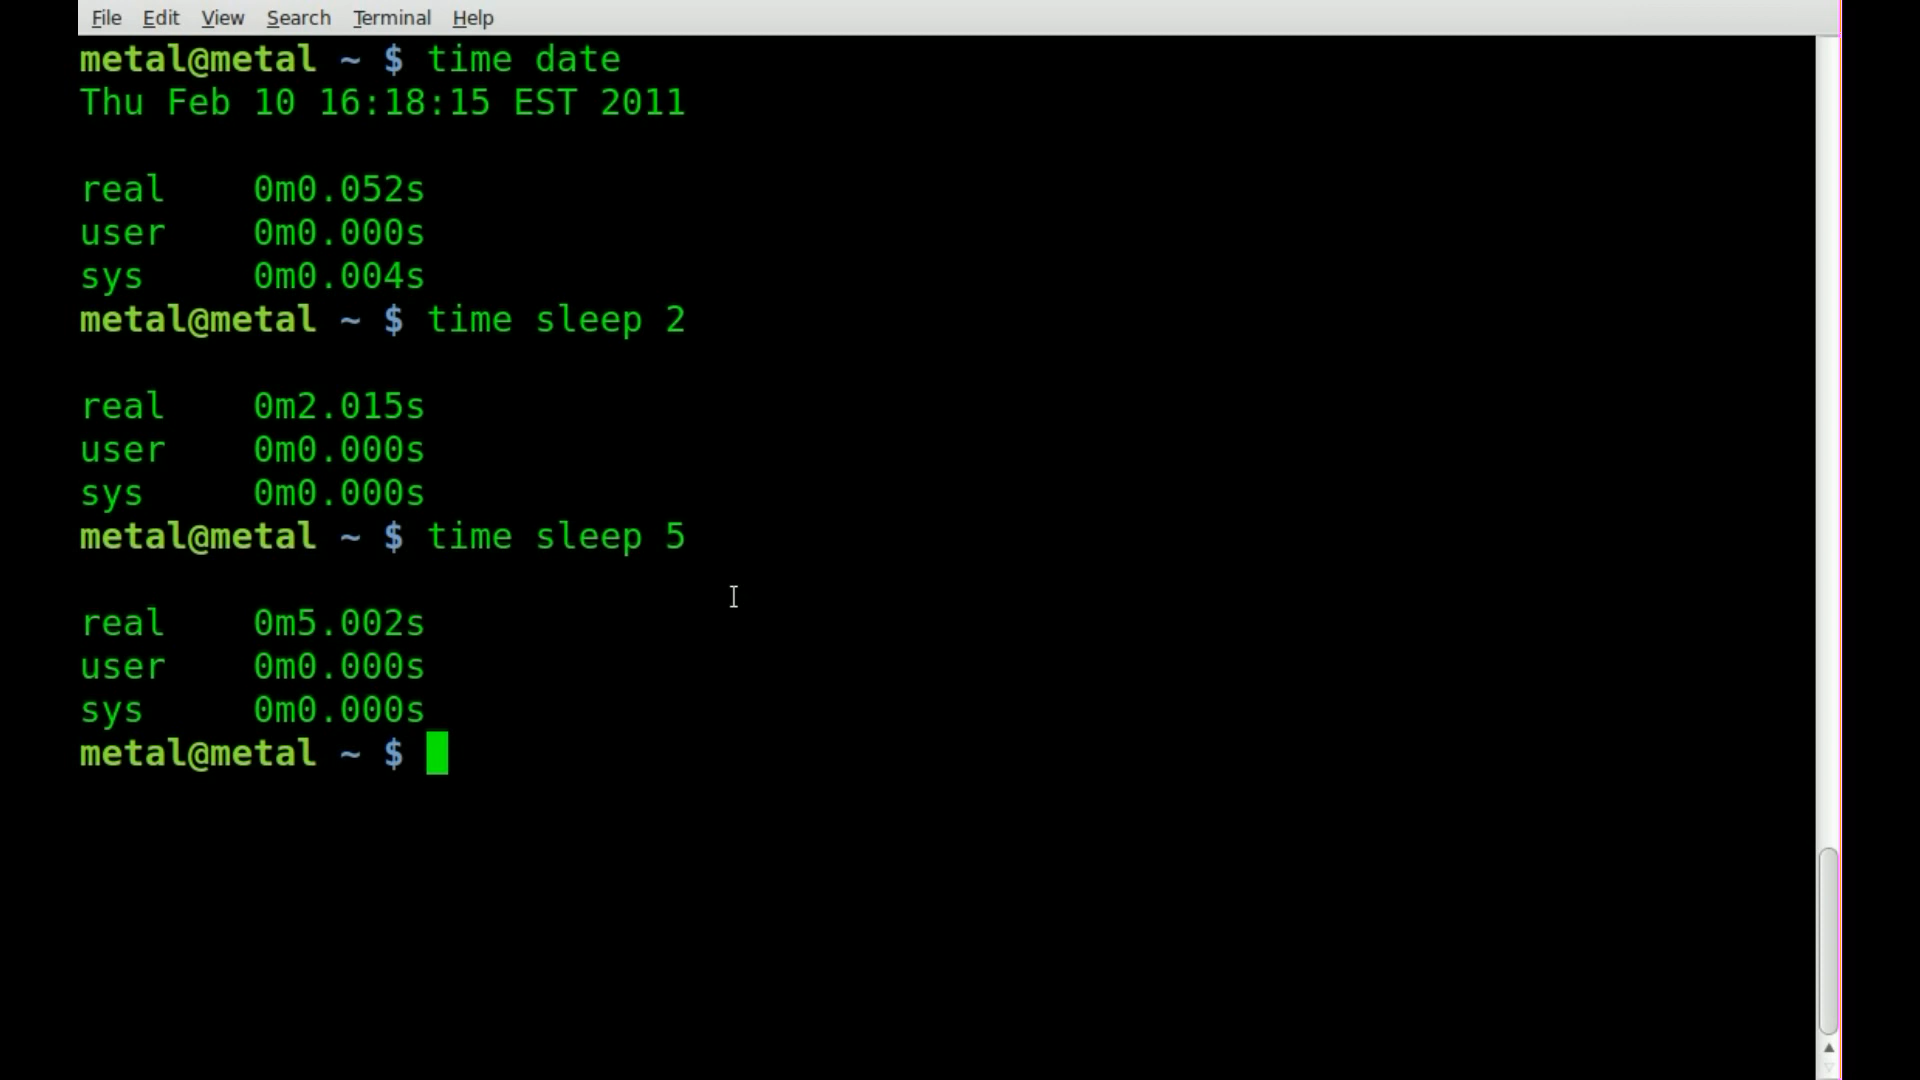 File Edit View Search Terminal Help
metal@metal ~ $ time date
Thu Feb 10 16:18:15 EST 2011
real 0m0.052s
user 0m0.000s
sys 0m0.004s
metal@metal ~ $ time sleep 2
real 0m2.015s
user 0m0.000s
sys 0m0.000s
metal@metal ~ $ time sleep 5
real 0m5.002s
user 0m0.000s
sys 0m0.000s
metal@metal ~ $